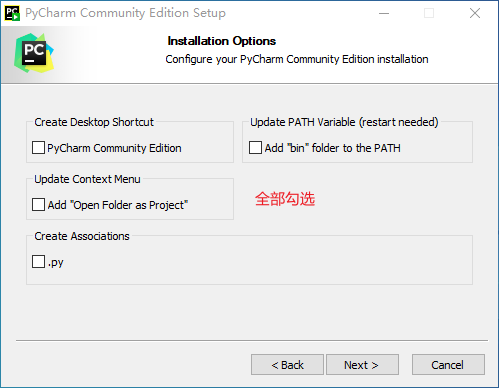 PyCharm Community Edition Setup
Installation Options
Configure your PyCharm Community Edition installation
PC
Create Desktop Shortcut
PyCharm Community Edition
Update PATH Variable (restart needed)
Add "bin" folder to the PATH
Update Context Menu
Add "Open Folder as Project"
全部勾选
Create Associations
.py
< Back
Next >
Cancel